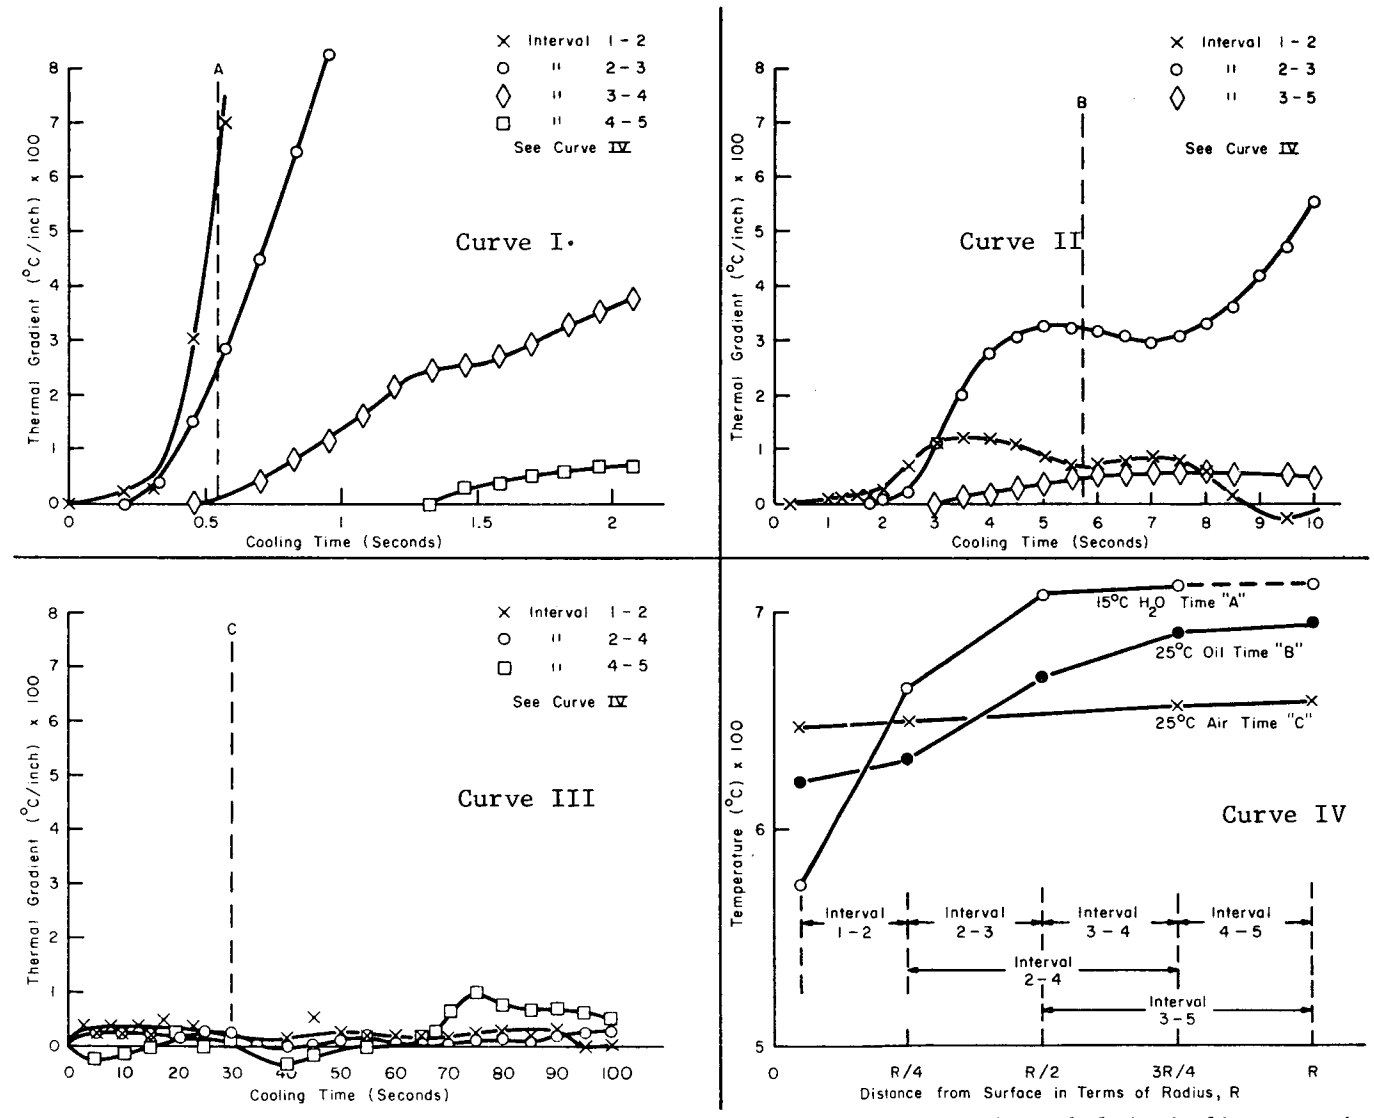 × Interval 1-2
○ " 2-3
◇ " 3-4
□ " 4-5
See Curve IV
A
Curve I.
8
7
6
5
4
3
2
1
0
Thermal Gradient (°C/inch) x 100
0 0.5 1 1.5 2
Cooling Time (Seconds)
× Interval 1-2
○ " 2-3
◇ " 3-5
See Curve IV
B
Curve II
8
7
6
5
4
3
2
1
0
Thermal Gradient (°C/inch) x 100
0 1 2 3 4 5 6 7 8 9 10
Cooling Time (Seconds)
× Interval 1-2
○ " 2-4
□ " 4-5
See Curve IV
C
Curve III
8
7
6
5
4
3
2
1
0
Thermal Gradient (°C/inch) x 100
0 10 20 30 40 50 60 70 80 90 100
Cooling Time (Seconds)
7
6
5
Temperature (°C) x 100
15°C H2O Time "A"
25°C Oil Time "B"
25°C Air Time "C"
Curve IV
Interval 1-2
Interval 2-3
Interval 3-4
Interval 4-5
Interval 2-4
Interval 3-5
0 R/4 R/2 3R/4 R
Distance from Surface in Terms of Radius, R